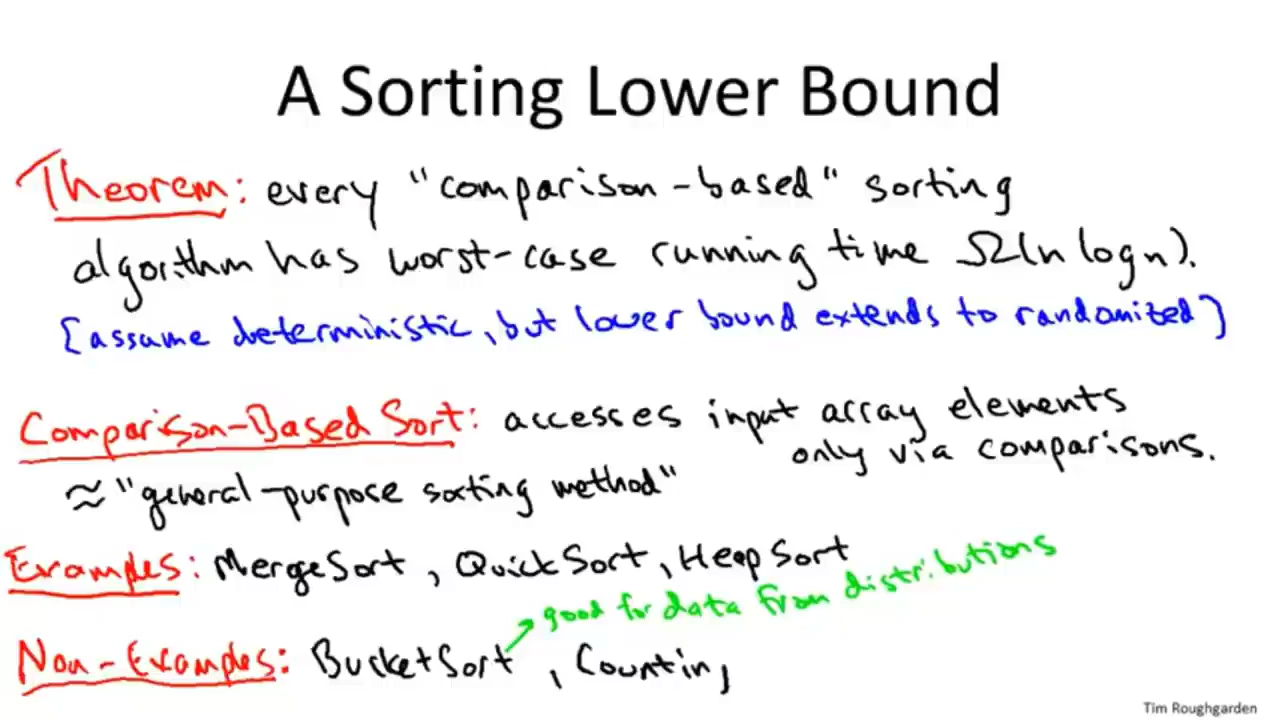 A Sorting Lower Bound
Theorem: every "comparison-based" sorting
algorithm has worst-case running time Ω(n log n).
[assume deterministic, but lower bound extends to randomized]
Comparison-Based Sort: accesses input array elements
only via comparisons.
≈ "general-purpose sorting method"
Examples: MergeSort, QuickSort, HeapSort
good for data from distributions
Non-Examples: BucketSort, Counting
Tim Roughgarden